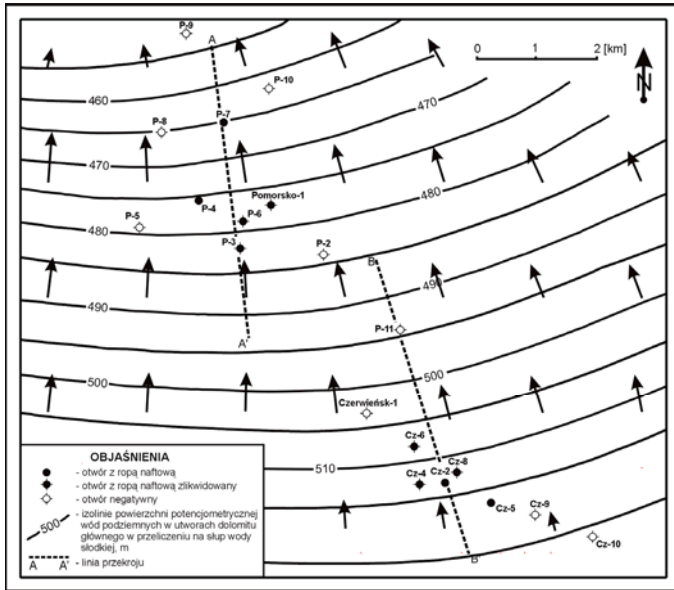 P-9
A
0 1 2 [km]
N
P-10
460
470
P-7
P-8
470
Pomorsko-1
480
P-4
P-6
P-5
480
P-3
P-2
B
490
490
P-11
A'
500
500
Czerwieńsk-1
Cz-6
510
Cz-8
Cz-4
Cz-2
Cz-5
Cz-9
Cz-10
B'
OBJAŚNIENIA
- otwór z ropą naftową
- otwór z ropą naftową zlikwidowany
- otwór negatywny
500 - izolinie powierzchni potencjometrycznej
wód podziemnych w utworach dolomitu
głównego w przeliczeniu na słup wody
słodkiej, m
A A' - linia przekroju